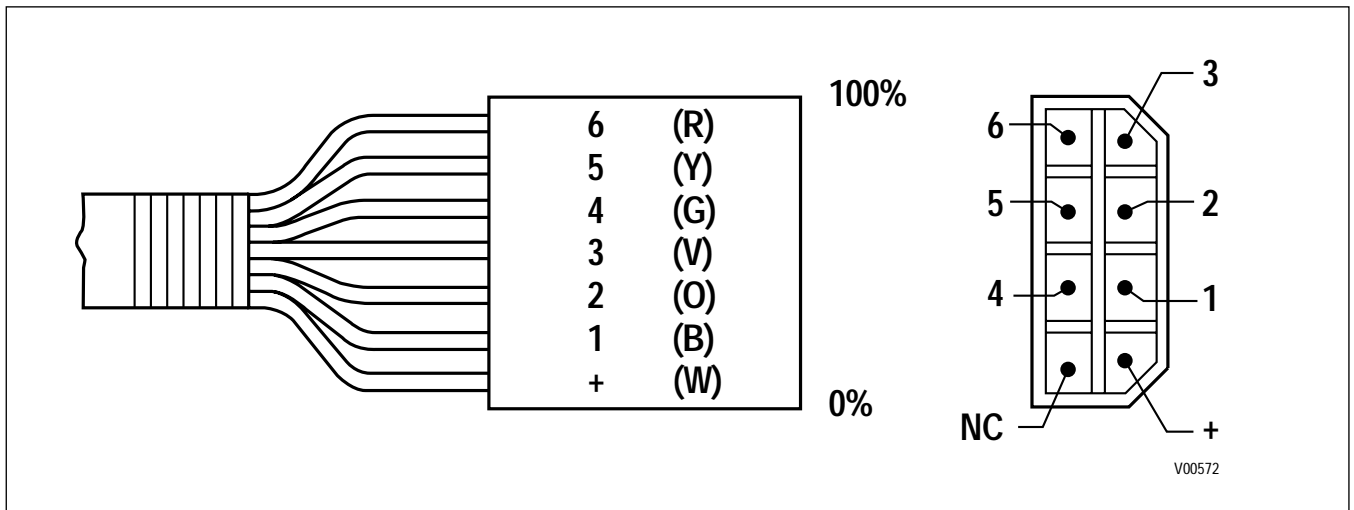 100%
6 (R)
5 (Y)
4 (G)
3 (V)
2 (O)
1 (B)
+ (W)
0%
3
6
5
2
4
1
NC
+
V00572